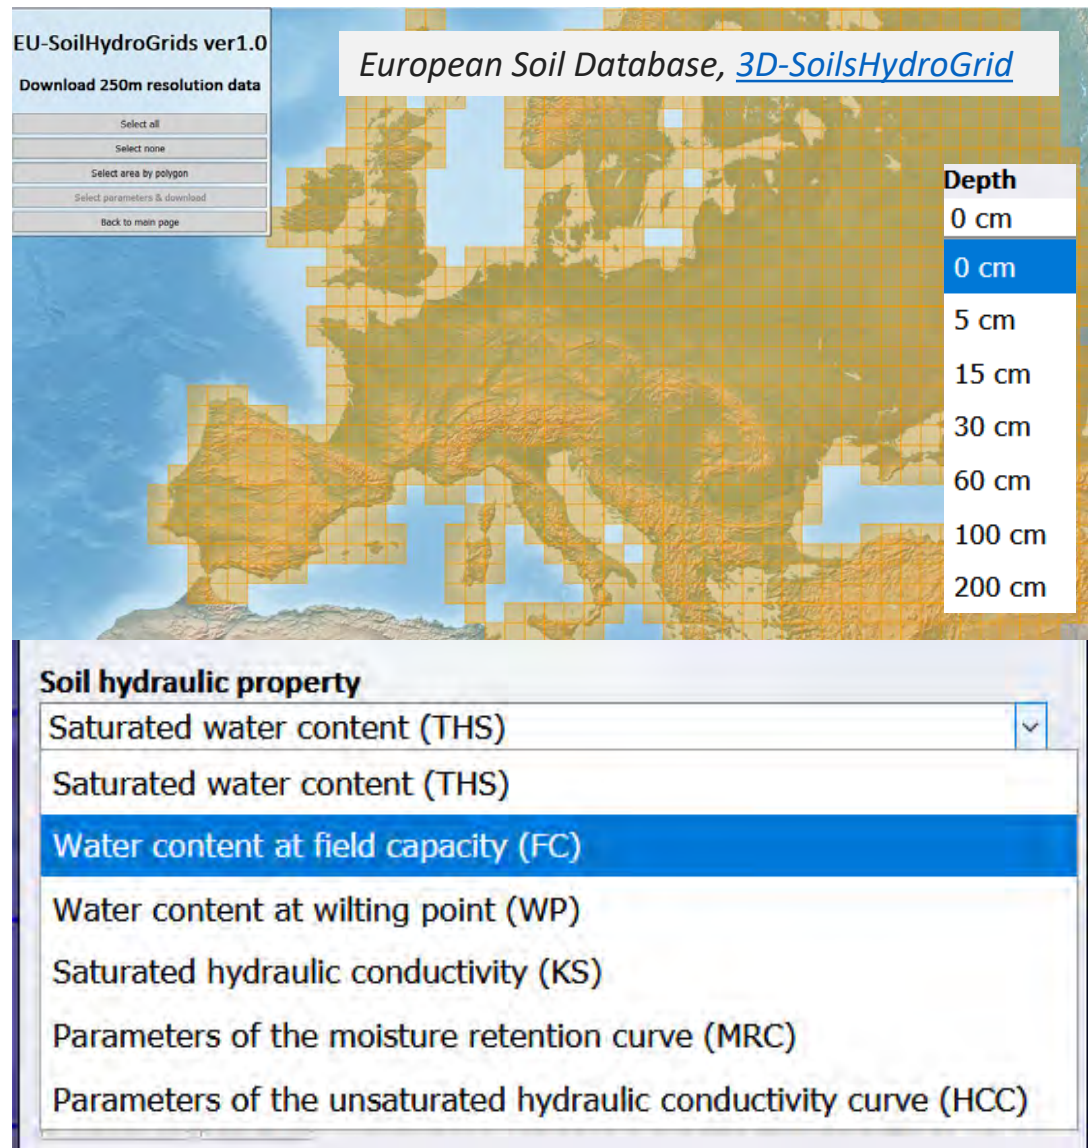 EU-SoilHydroGrids ver1.0
Download 250m resolution data
Select all
Select none
Select area by polygon
Select parameters & download
Back to main page
European Soil Database, 3D-SoilsHydroGrid
Depth
0 cm
0 cm
5 cm
15 cm
30 cm
60 cm
100 cm
200 cm
Soil hydraulic property
Saturated water content (THS)
Saturated water content (THS)
Water content at field capacity (FC)
Water content at wilting point (WP)
Saturated hydraulic conductivity (KS)
Parameters of the moisture retention curve (MRC)
Parameters of the unsaturated hydraulic conductivity curve (HCC)